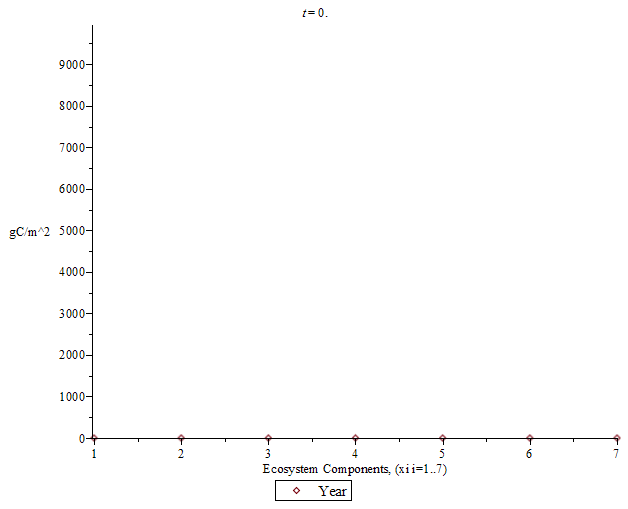 t = 0.
9000
8000
7000
6000
gC/m^2 5000
4000
3000
2000
1000
0
1 2 3 4 5 6 7
Ecosystem Components, (xi i=1..7)
Year